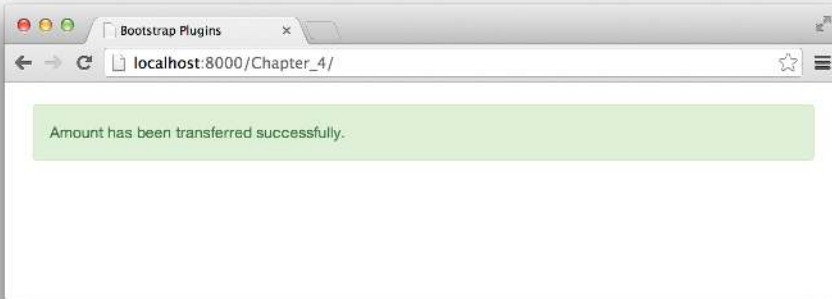 Bootstrap Plugins
localhost:8000/Chapter_4/
Amount has been transferred successfully.